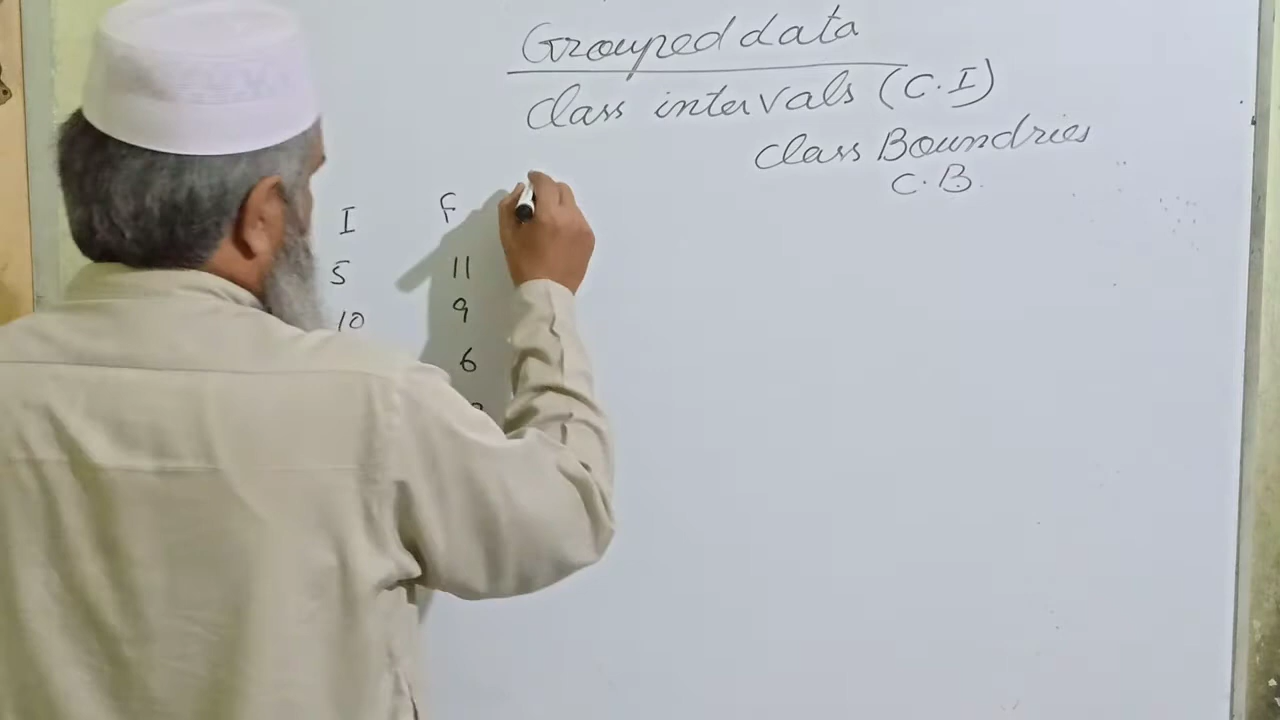 Grouped data
Class intervals (C.I)
Class Boundries
C.B.
I F
5 11
10 9
6